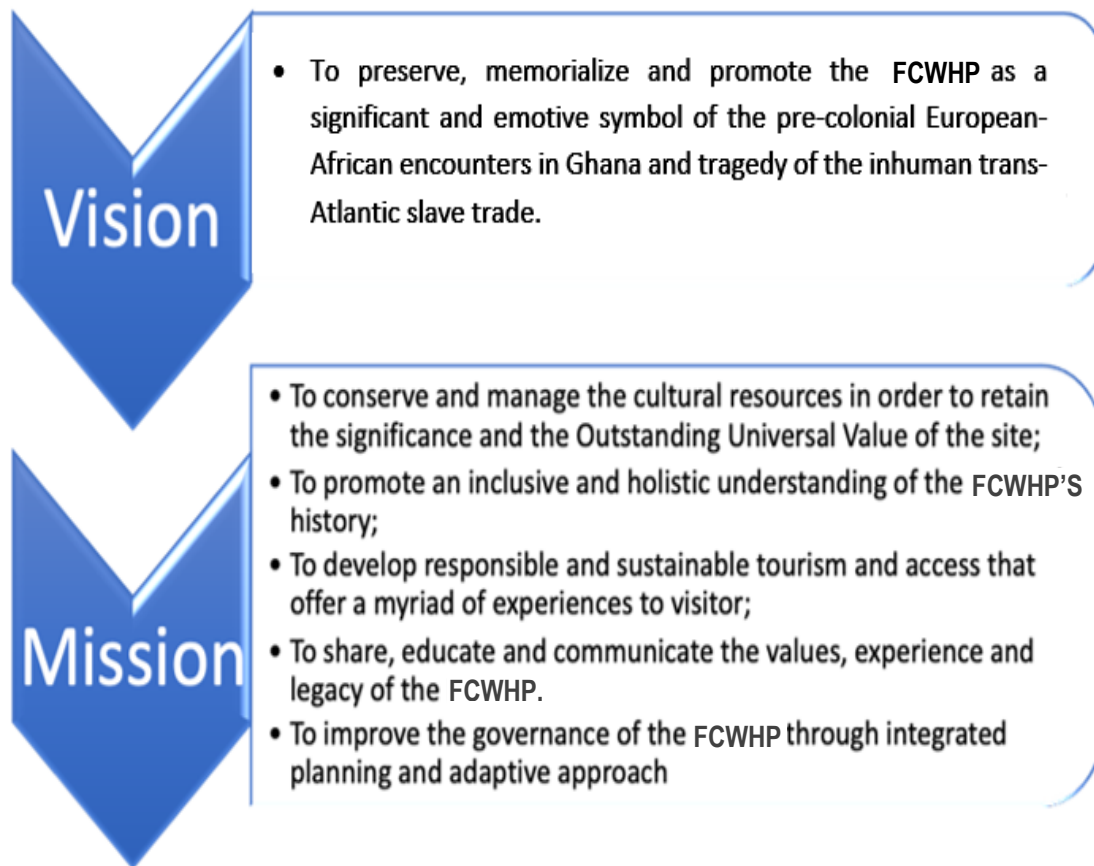 Vision
• To preserve, memorialize and promote the FCWHP as a
significant and emotive symbol of the pre-colonial European-
African encounters in Ghana and tragedy of the inhuman trans-
Atlantic slave trade.
Mission
• To conserve and manage the cultural resources in order to retain
the significance and the Outstanding Universal Value of the site;
• To promote an inclusive and holistic understanding of the FCWHP’S
history;
• To develop responsible and sustainable tourism and access that
offer a myriad of experiences to visitor;
• To share, educate and communicate the values, experience and
legacy of the FCWHP.
• To improve the governance of the FCWHP through integrated
planning and adaptive approach